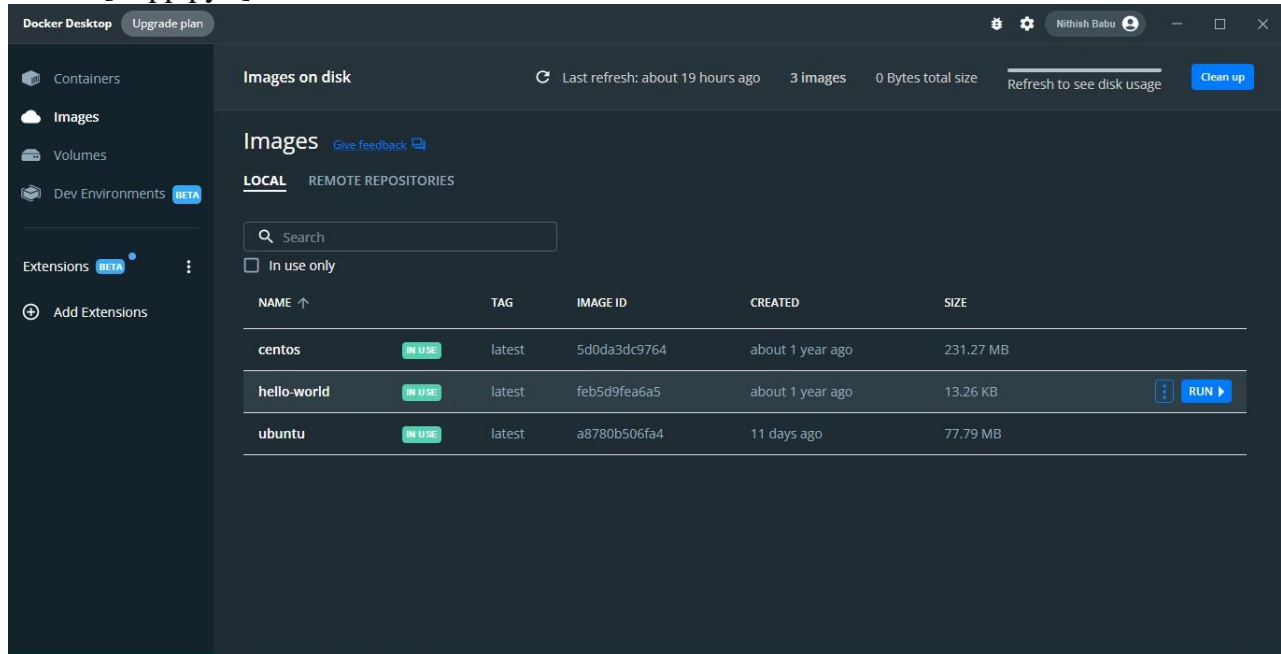 Docker Desktop Upgrade plan Nithish Babu
Containers
Images
Volumes
Dev Environments BETA
Extensions BETA
Add Extensions
Images on disk Last refresh: about 19 hours ago 3 images 0 Bytes total size Refresh to see disk usage Clean up
Images Give feedback
LOCAL REMOTE REPOSITORIES
Search
In use only
NAME TAG IMAGE ID CREATED SIZE
centos IN USE latest 5d0da3dc9764 about 1 year ago 231.27 MB
hello-world IN USE latest feb5d9fea6a5 about 1 year ago 13.26 KB RUN
ubuntu IN USE latest a8780b506fa4 11 days ago 77.79 MB